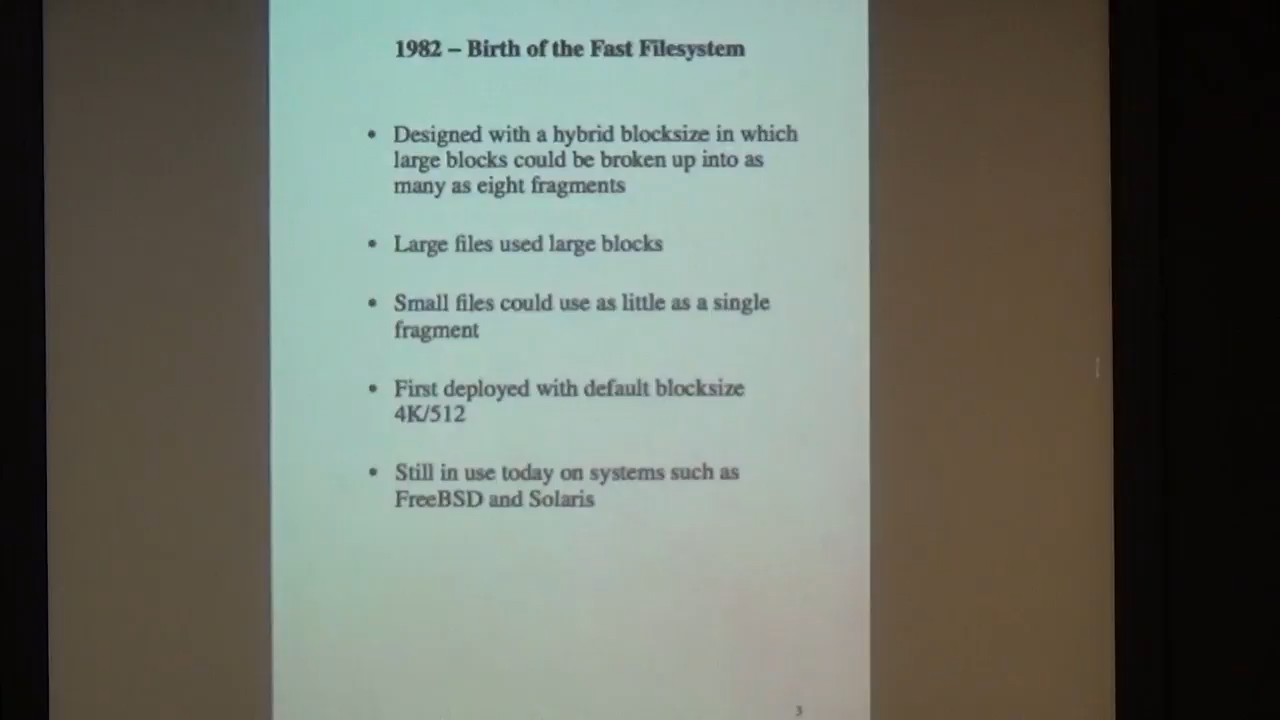 1982 – Birth of the Fast Filesystem
• Designed with a hybrid blocksize in which
large blocks could be broken up into as
many as eight fragments
• Large files used large blocks
• Small files could use as little as a single
fragment
• First deployed with default blocksize
4K/512
• Still in use today on systems such as
FreeBSD and Solaris
3